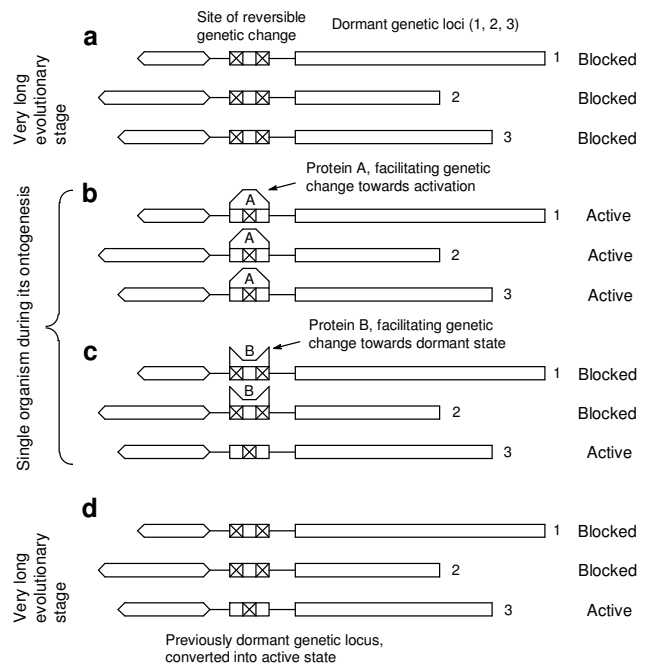 Site of reversible
genetic change
Dormant genetic loci (1, 2, 3)
a
Very long
evolutionary
stage
1 Blocked
2 Blocked
3 Blocked
Single organism during its ontogenesis
b
Protein A, facilitating genetic
change towards activation
A
1 Active
A
2 Active
A
3 Active
c
Protein B, facilitating genetic
change towards dormant state
B
1 Blocked
B
2 Blocked
3 Active
d
Very long
evolutionary
stage
1 Blocked
2 Blocked
3 Active
Previously dormant genetic locus,
converted into active state